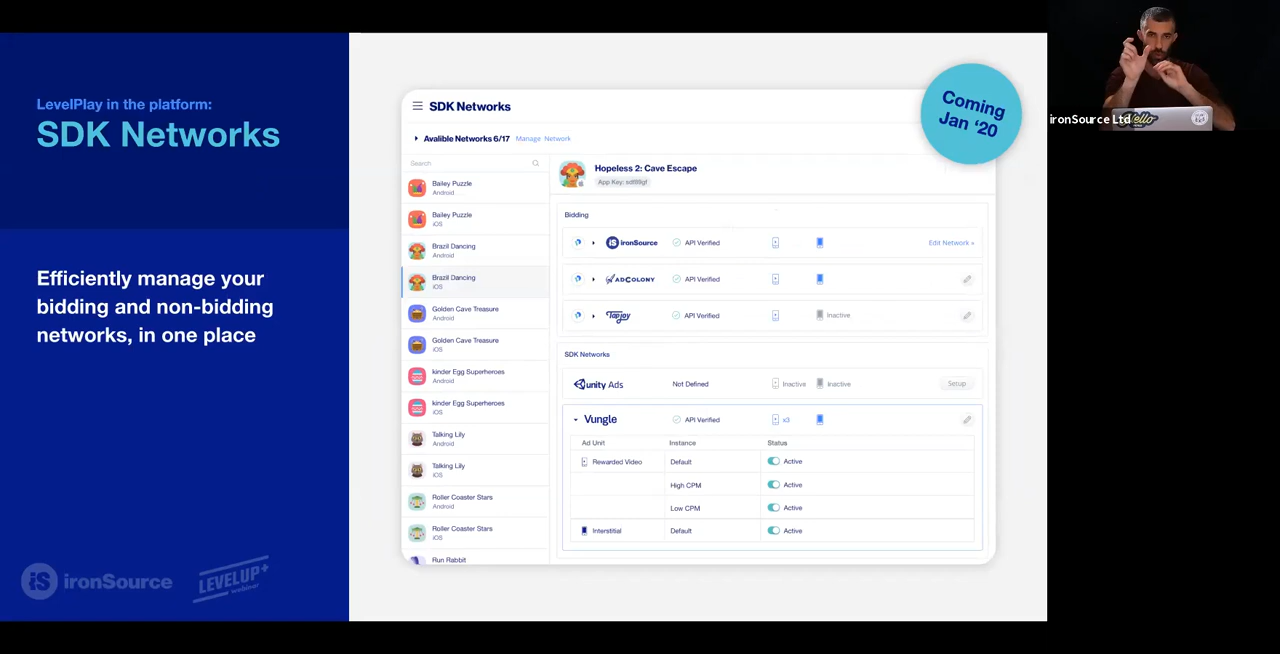 LevelPlay in the platform:
SDK Networks
Efficiently manage your
bidding and non-bidding
networks, in one place
iS ironSource
LEVELUP+
webinar
SDK Networks
Coming
Jan ‘20
Avalible Networks 6/17 Manage Network
Search
Bailey Puzzle
Android
Bailey Puzzle
iOS
Brazil Dancing
Android
Brazil Dancing
iOS
Golden Cave Treasure
Android
Golden Cave Treasure
iOS
kinder Egg Superheroes
Android
kinder Egg Superheroes
iOS
Talking Lily
Android
Talking Lily
iOS
Roller Coaster Stars
Android
Roller Coaster Stars
iOS
Run Rabbit
Hopeless 2: Cave Escape
App Key:
Bidding
iS ironSource API Verified Edit Network »
ADCOLONY API Verified
Tapjoy API Verified Inactive
SDK Networks
unity Ads Not Defined Inactive Inactive Setup
Vungle API Verified x3
Ad Unit Instance Status
Rewarded Video Default Active
High CPM Active
Low CPM Active
Interstitial Default Active
ironSource Ltd
Hello